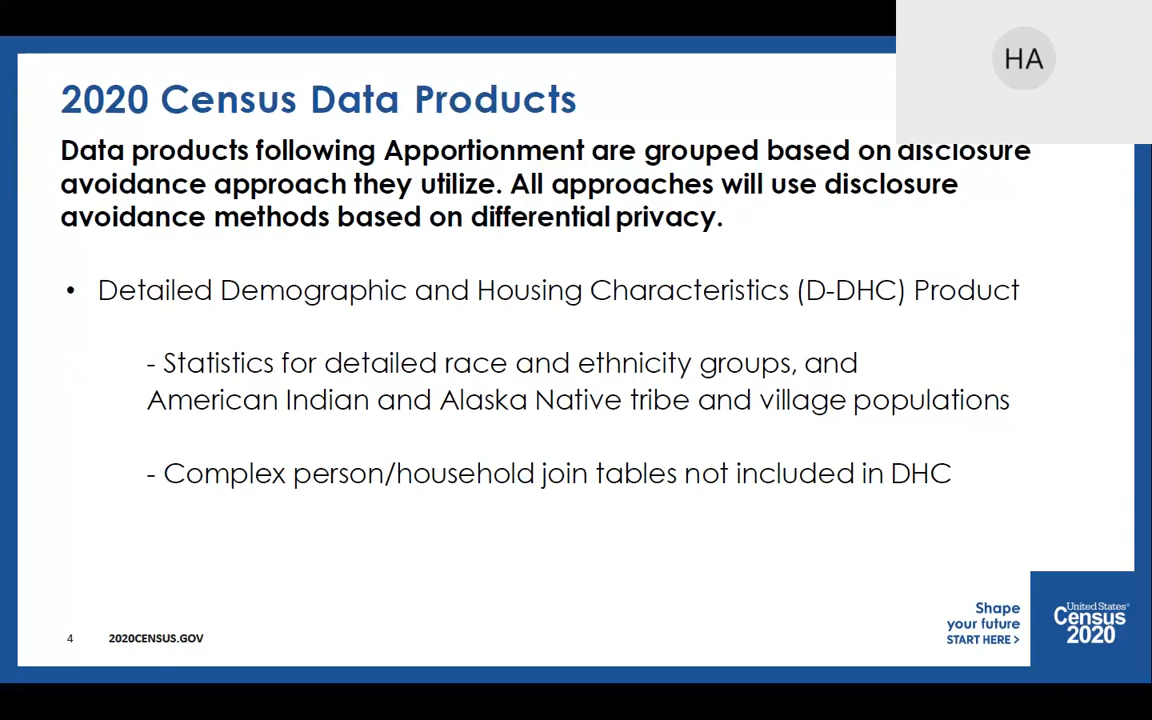 HA
2020 Census Data Products
Data products following Apportionment are grouped based on disclosure
avoidance approach they utilize. All approaches will use disclosure
avoidance methods based on differential privacy.
• Detailed Demographic and Housing Characteristics (D-DHC) Product
- Statistics for detailed race and ethnicity groups, and
American Indian and Alaska Native tribe and village populations
- Complex person/household join tables not included in DHC
4 2020CENSUS.GOV
Shape
your future
START HERE >
United States®
Census
2020